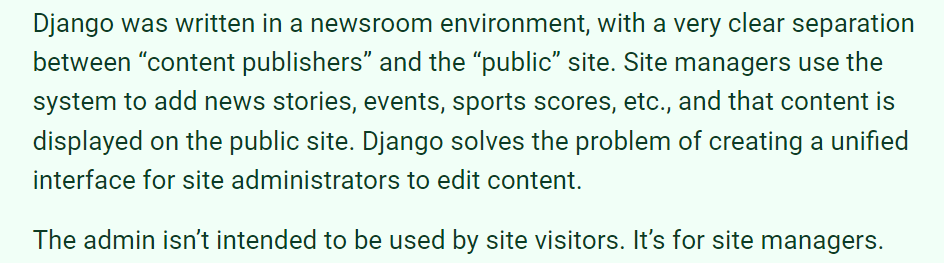 Django was written in a newsroom environment, with a very clear separation
between “content publishers” and the “public” site. Site managers use the
system to add news stories, events, sports scores, etc., and that content is
displayed on the public site. Django solves the problem of creating a unified
interface for site administrators to edit content.
The admin isn’t intended to be used by site visitors. It’s for site managers.